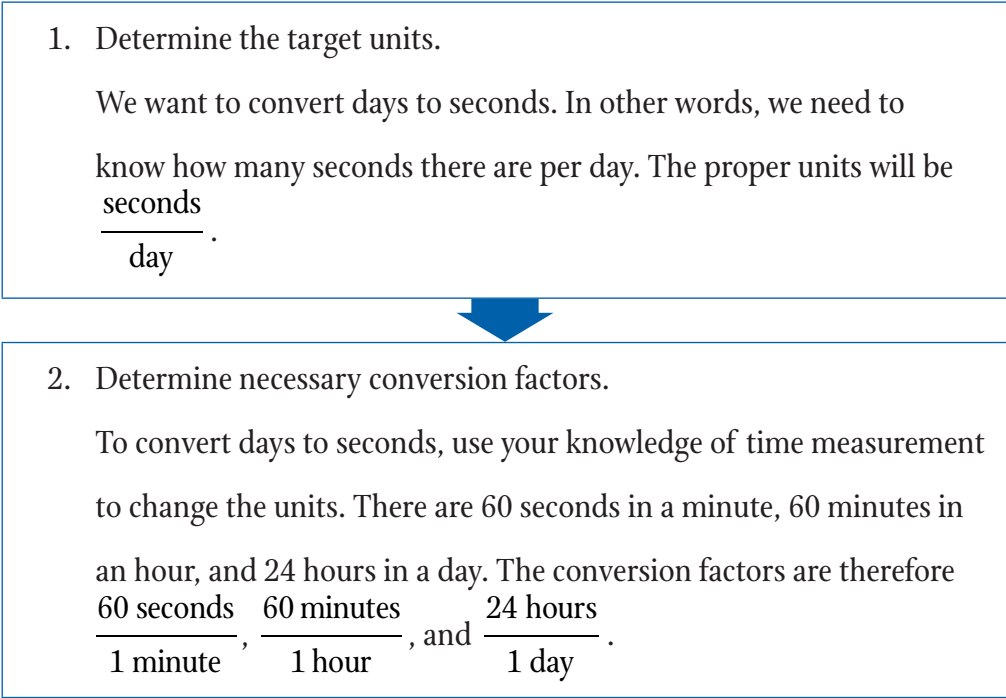 1. Determine the target units.
We want to convert days to seconds. In other words, we need to
know how many seconds there are per day. The proper units will be
seconds
day .
2. Determine necessary conversion factors.
To convert days to seconds, use your knowledge of time measurement
to change the units. There are 60 seconds in a minute, 60 minutes in
an hour, and 24 hours in a day. The conversion factors are therefore
60 seconds/1 minute, 60 minutes/1 hour, and 24 hours/1 day.